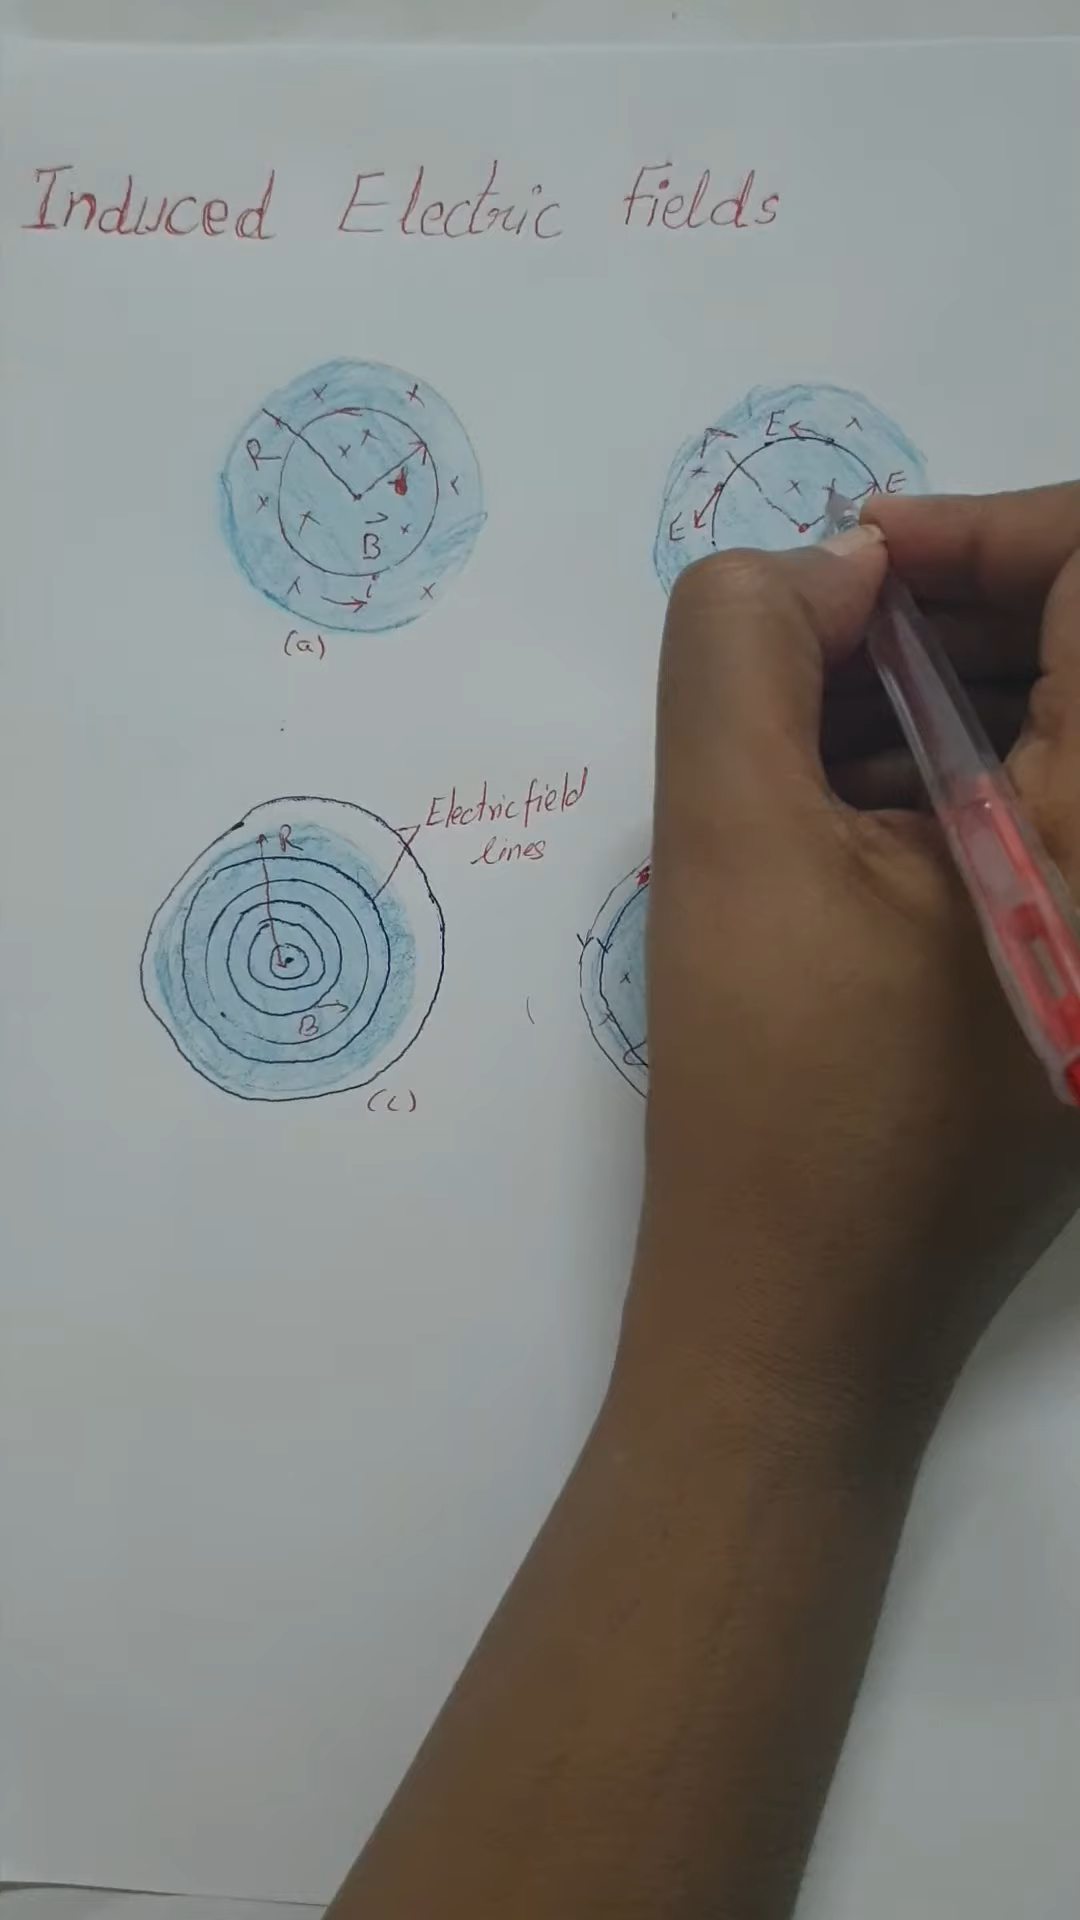 Induced Electric fields
R
B
i
(a)
E
E
E
Electric field
lines
R
B
(c)